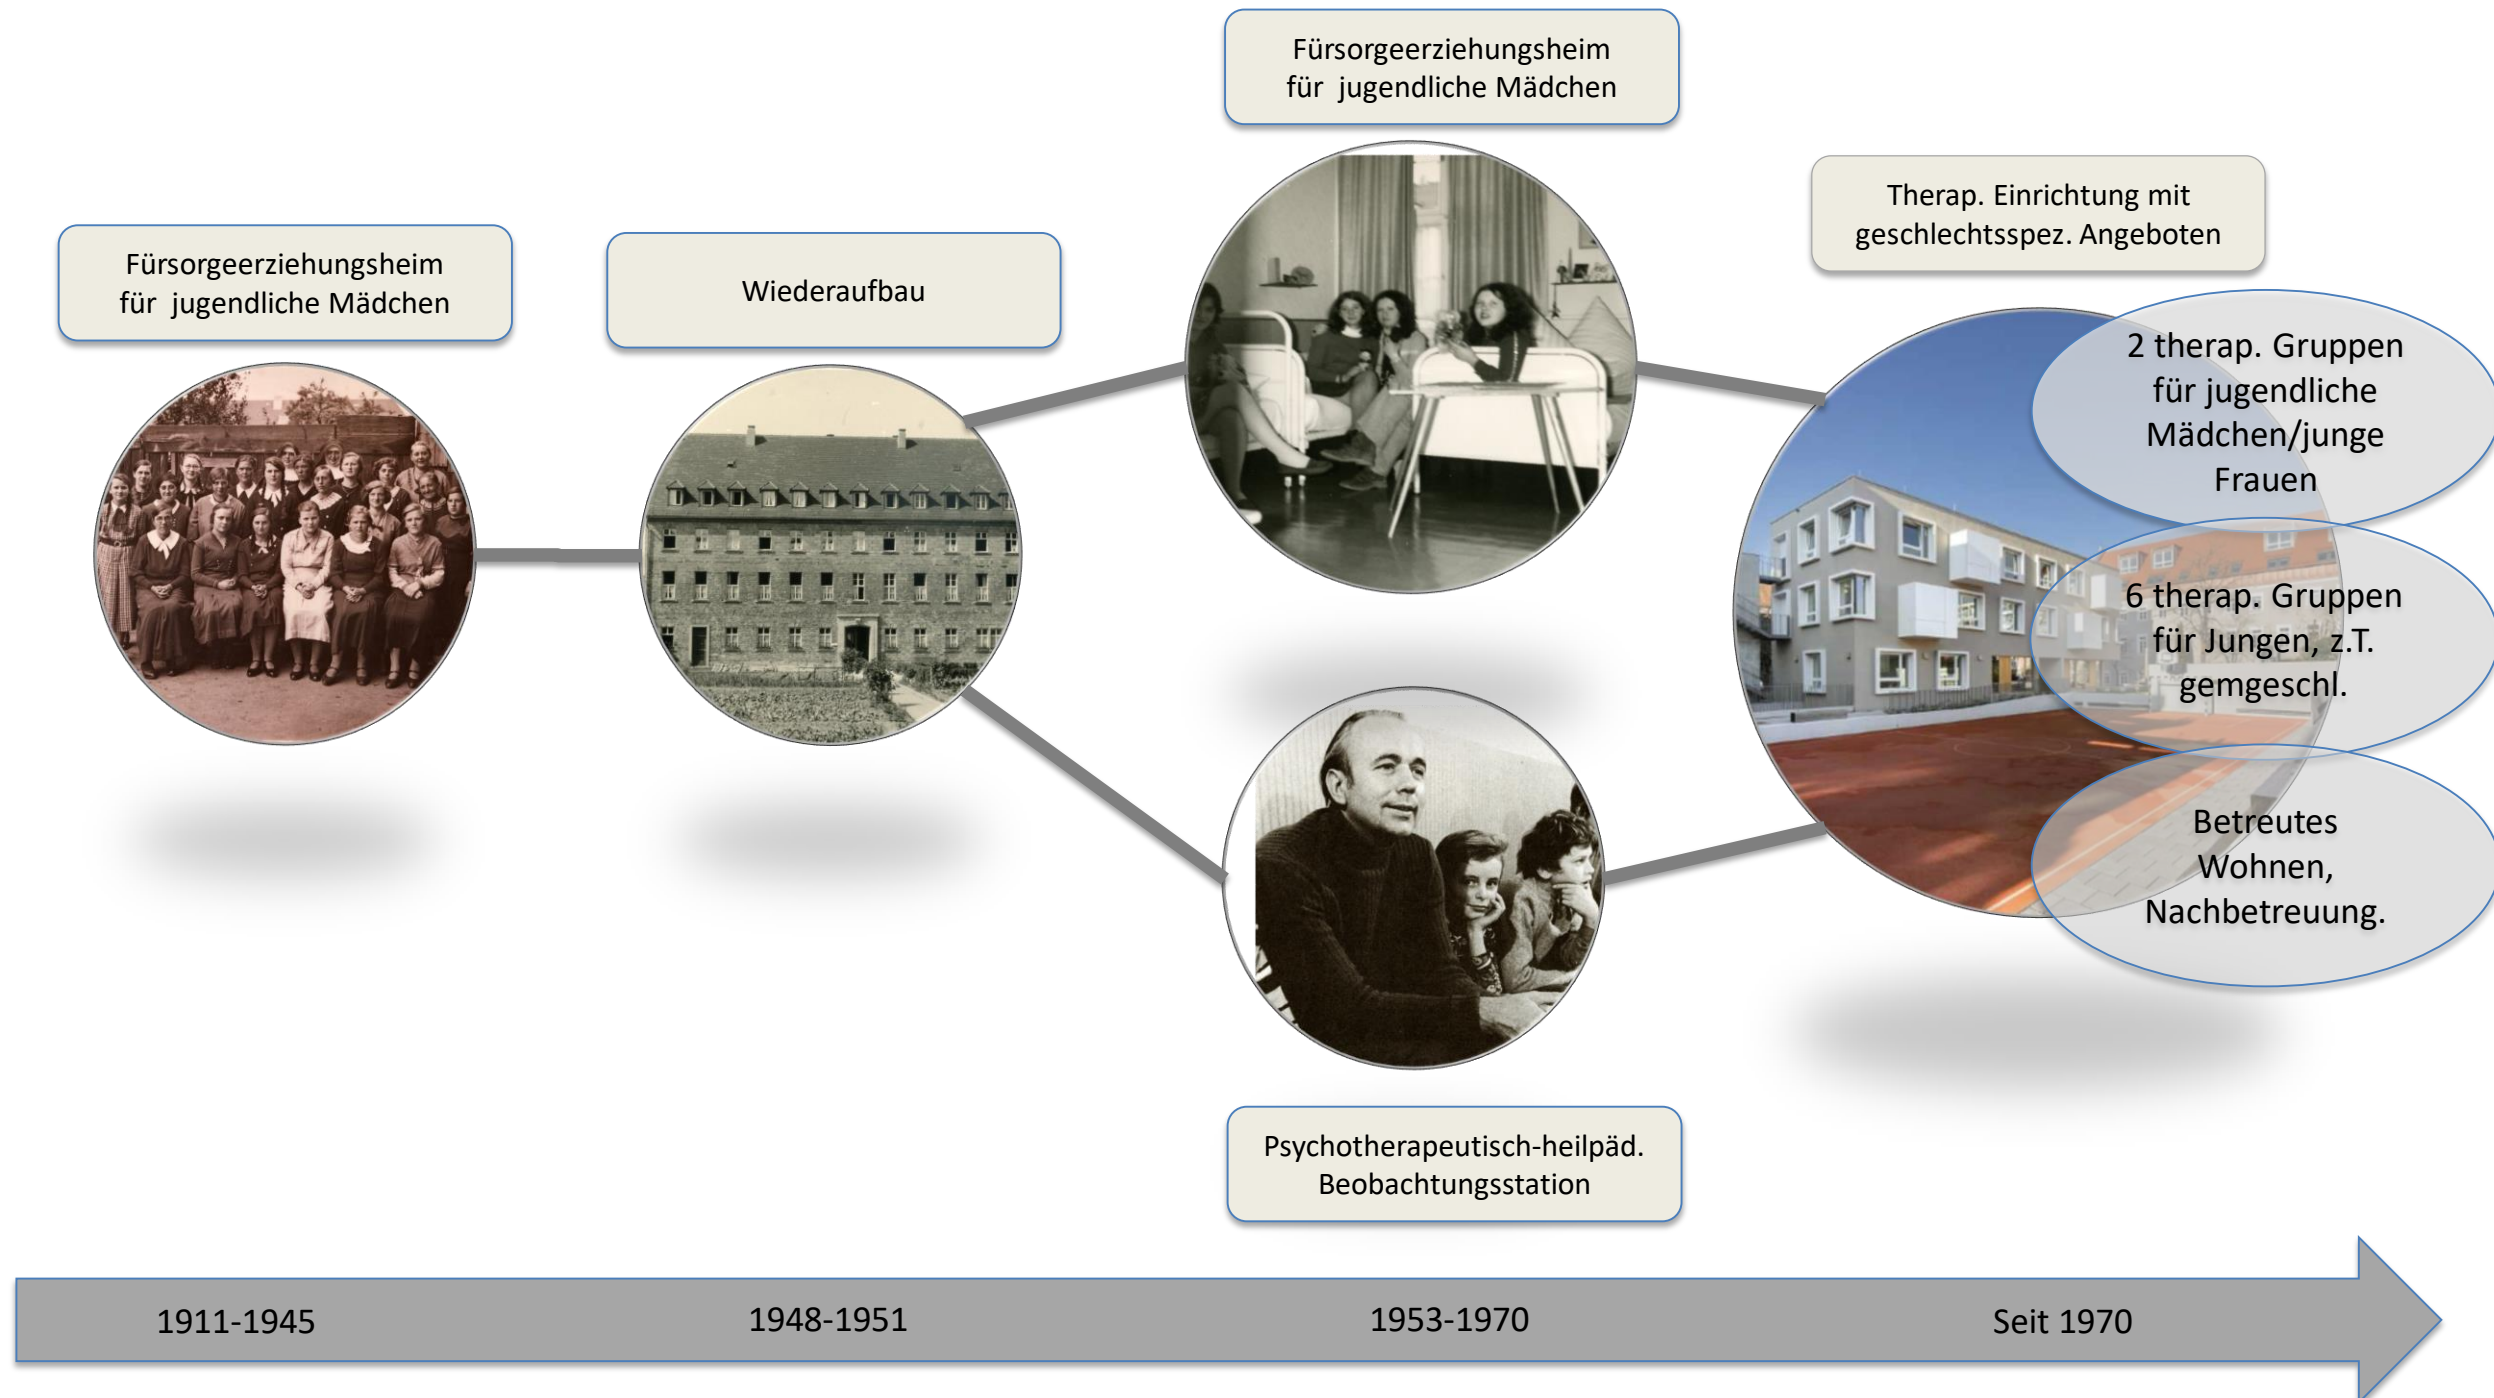 Fürsorgeerziehungsheim
für jugendliche Mädchen
Wiederaufbau
Fürsorgeerziehungsheim
für jugendliche Mädchen
Psychotherapeutisch-heilpäd.
Beobachtungsstation
Therap. Einrichtung mit
geschlechtsspez. Angeboten
2 therap. Gruppen
für jugendliche
Mädchen/junge
Frauen
6 therap. Gruppen
für Jungen, z.T.
gemgeschl.
Betreutes
Wohnen,
Nachbetreuung.
1911-1945
1948-1951
1953-1970
Seit 1970